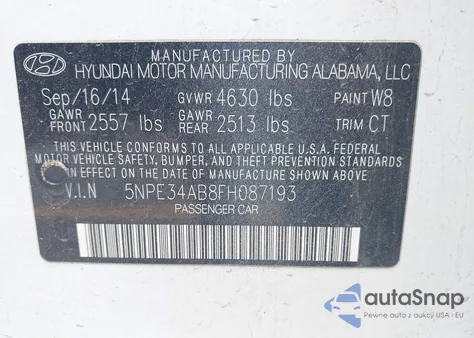 MANUFACTURED BY
HYUNDAI MOTOR MANUFACTURING ALABAMA, LLC
Sep/16/14 GVWR 4630 lbs PAINT W8
GAWR FRONT 2557 lbs GAWR REAR 2513 lbs TRIM CT
THIS VEHICLE CONFORMS TO ALL APPLICABLE U.S.A FEDERAL
MOTOR VEHICLE SAFETY, BUMPER, AND THEFT PREVENTION STANDARDS
IN EFFECT ON THE DATE OF MANUFACTURE SHOWN ABOVE.
V.I.N 5NPE34AB8FH087193
PASSENGER CAR
autoSnap
Pewne auta z aukcji USA - EU